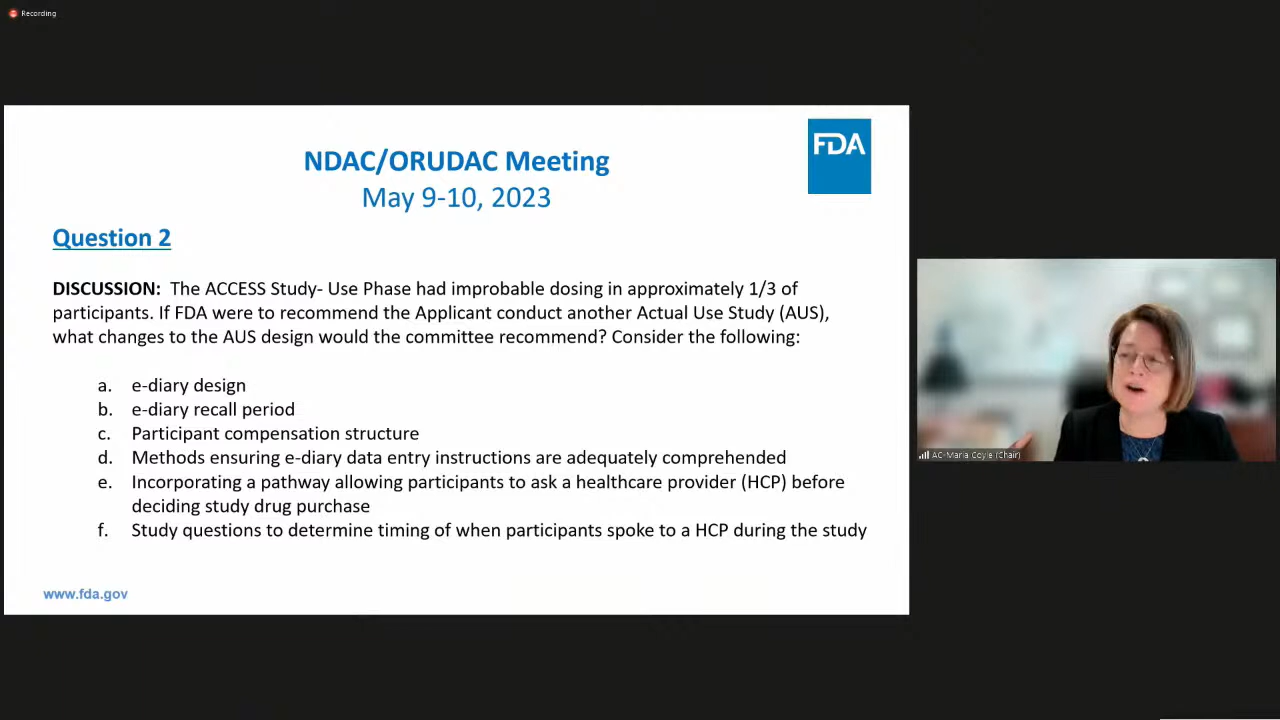 Recording
FDA
NDAC/ORUDAC Meeting
May 9-10, 2023
Question 2
DISCUSSION: The ACCESS Study- Use Phase had improbable dosing in approximately 1/3 of
participants. If FDA were to recommend the Applicant conduct another Actual Use Study (AUS),
what changes to the AUS design would the committee recommend? Consider the following:
a. e-diary design
b. e-diary recall period
c. Participant compensation structure
d. Methods ensuring e-diary data entry instructions are adequately comprehended
e. Incorporating a pathway allowing participants to ask a healthcare provider (HCP) before
deciding study drug purchase
f. Study questions to determine timing of when participants spoke to a HCP during the study
www.fda.gov
AC-Maria Coyle (Chair)